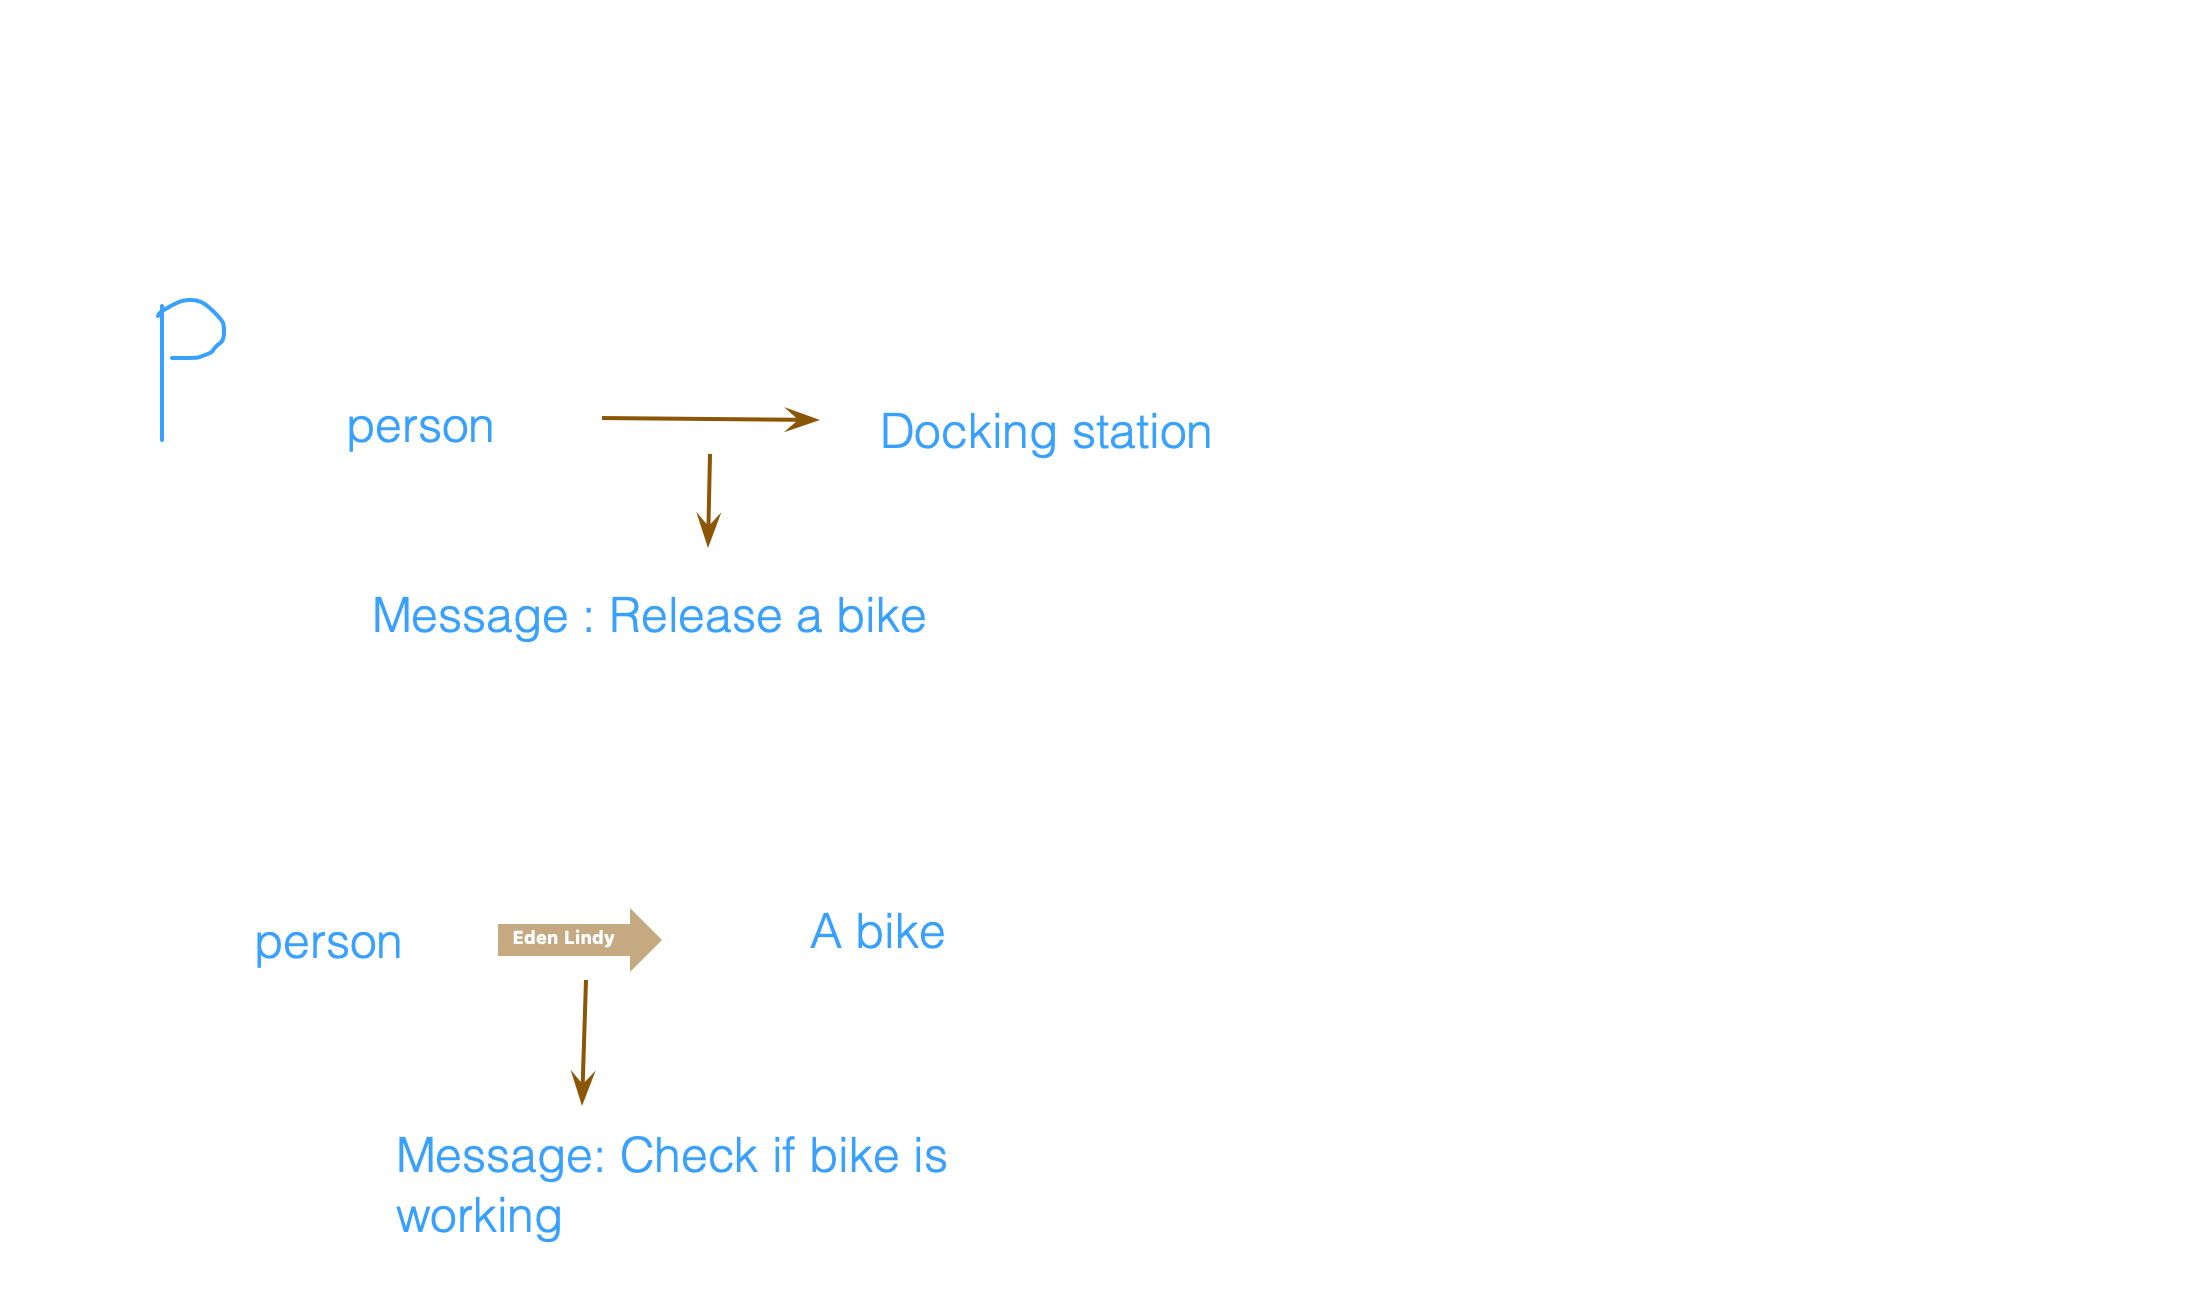 P
person
Docking station
Message : Release a bike
person
Eden Lindy
A bike
Message: Check if bike is
working